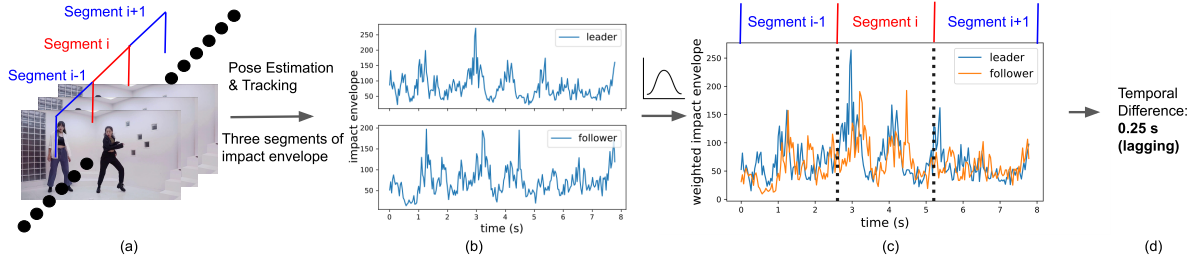 Segment i+1
Segment i
Segment i-1
Pose Estimation
& Tracking
Three segments of
impact envelope
(a)
impact envelope
250
200
150
100
50
leader
200
150
100
50
follower
0 1 2 3 4 5 6 7 8
time (s)
(b)
Segment i-1 Segment i Segment i+1
weighted impact envelope
250
200
150
100
50
0
leader
follower
0 1 2 3 4 5 6 7 8
time (s)
(c)
Temporal
Difference:
0.25 s
(lagging)
(d)